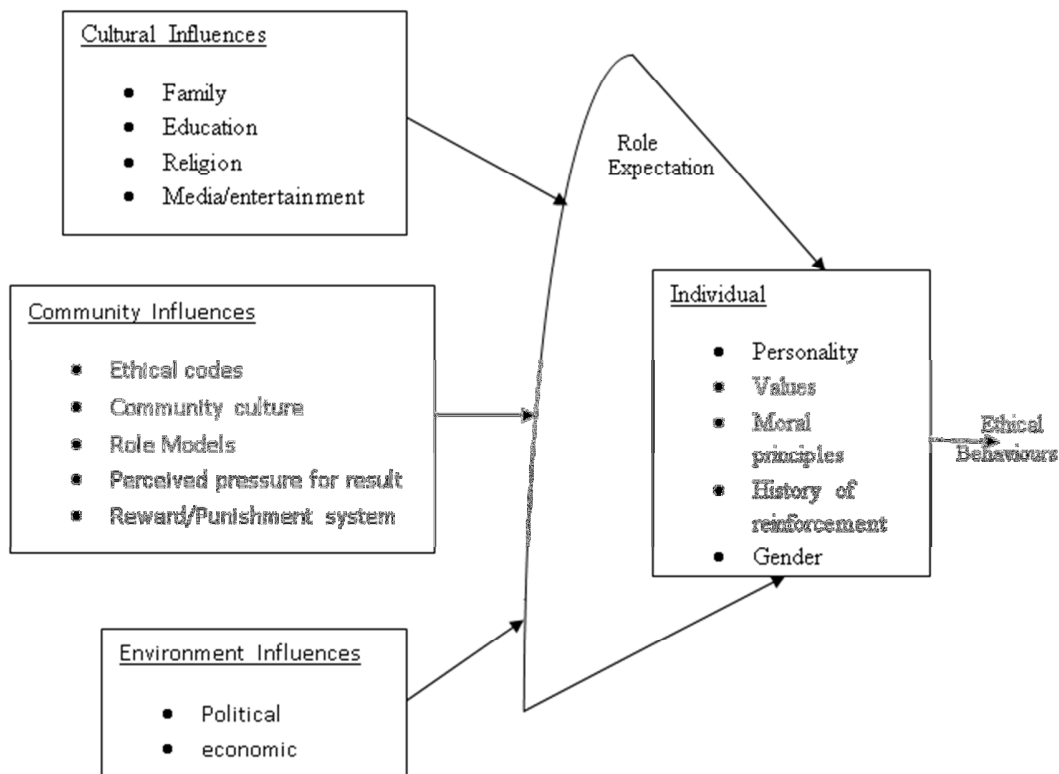 Cultural Influences
• Family
• Education
• Religion
• Media/entertainment
Role
Expectation
Community Influences
• Ethical codes
• Community culture
• Role Models
• Perceived pressure for result
• Reward/Punishment system
Individual
• Personality
• Values
• Moral
principles
• History of
reinforcement
• Gender
Ethical
Behaviours
Environment Influences
• Political
• economic